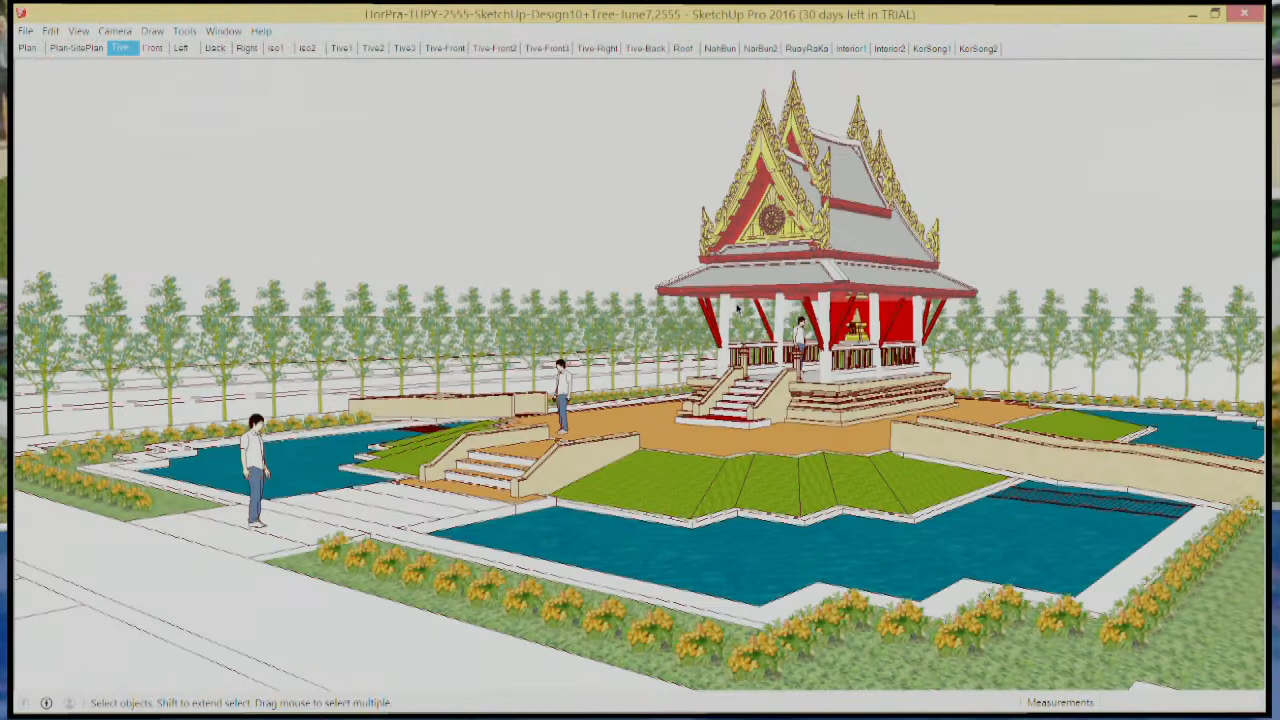 HorPra-TUPY-2555-SketchUp-Design10+Tree-June7,2555 - SketchUp Pro 2016 (30 days left in TRIAL)
File Edit View Camera Draw Tools Window Help
Plan Plan-SitePlan Tive Front Left Back Right Iso1 Iso2 Tive1 Tive2 Tive3 Tive-Front Tive-Front2 Tive-Front3 Tive-Right Tive-Back Roof NahBun NarBun2 RuayRaKa Interior1 Interior2 KorSong1 KorSong2
Select objects. Shift to extend select. Drag mouse to select multiple.
Measurements